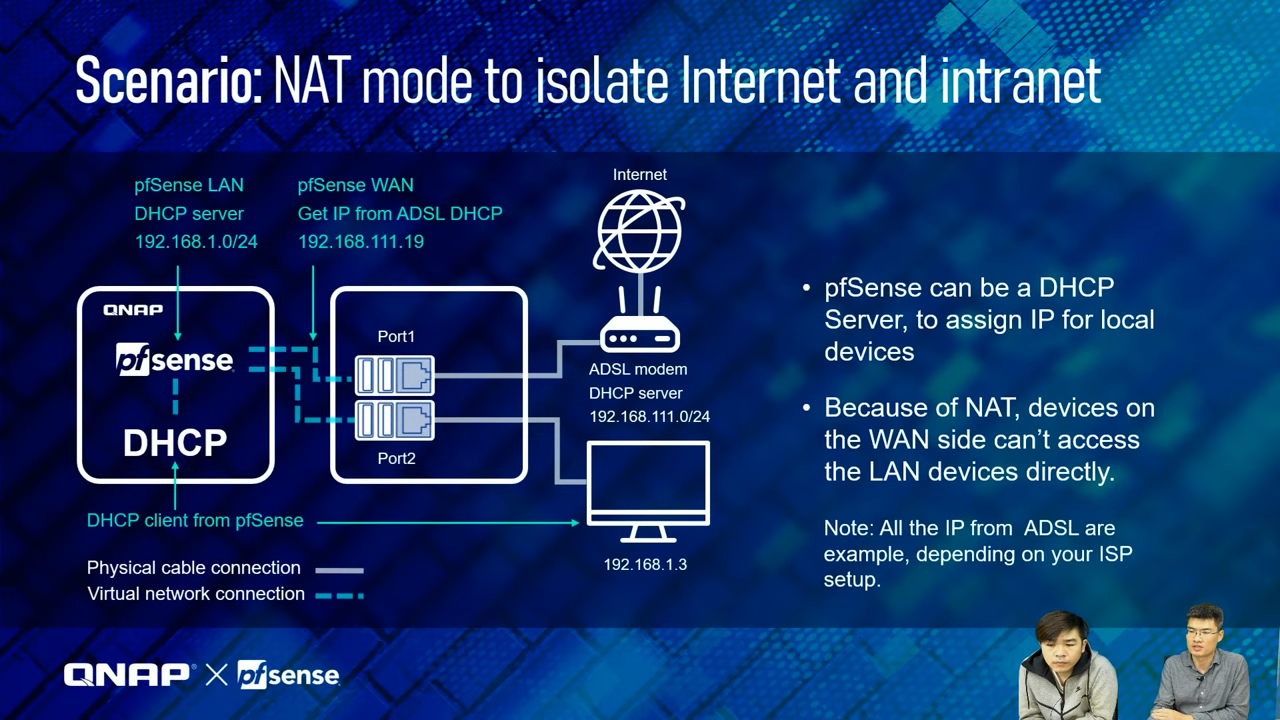 Scenario: NAT mode to isolate Internet and intranet
pfSense LAN
DHCP server
192.168.1.0/24
pfSense WAN
Get IP from ADSL DHCP
192.168.111.19
Internet
QNAP
pfsense
DHCP
Port1
Port2
ADSL modem
DHCP server
192.168.111.0/24
DHCP client from pfSense
192.168.1.3
Physical cable connection
Virtual network connection
• pfSense can be a DHCP
Server, to assign IP for local
devices
• Because of NAT, devices on
the WAN side can’t access
the LAN devices directly.
Note: All the IP from ADSL are
example, depending on your ISP
setup.
QNAP® × pfsense